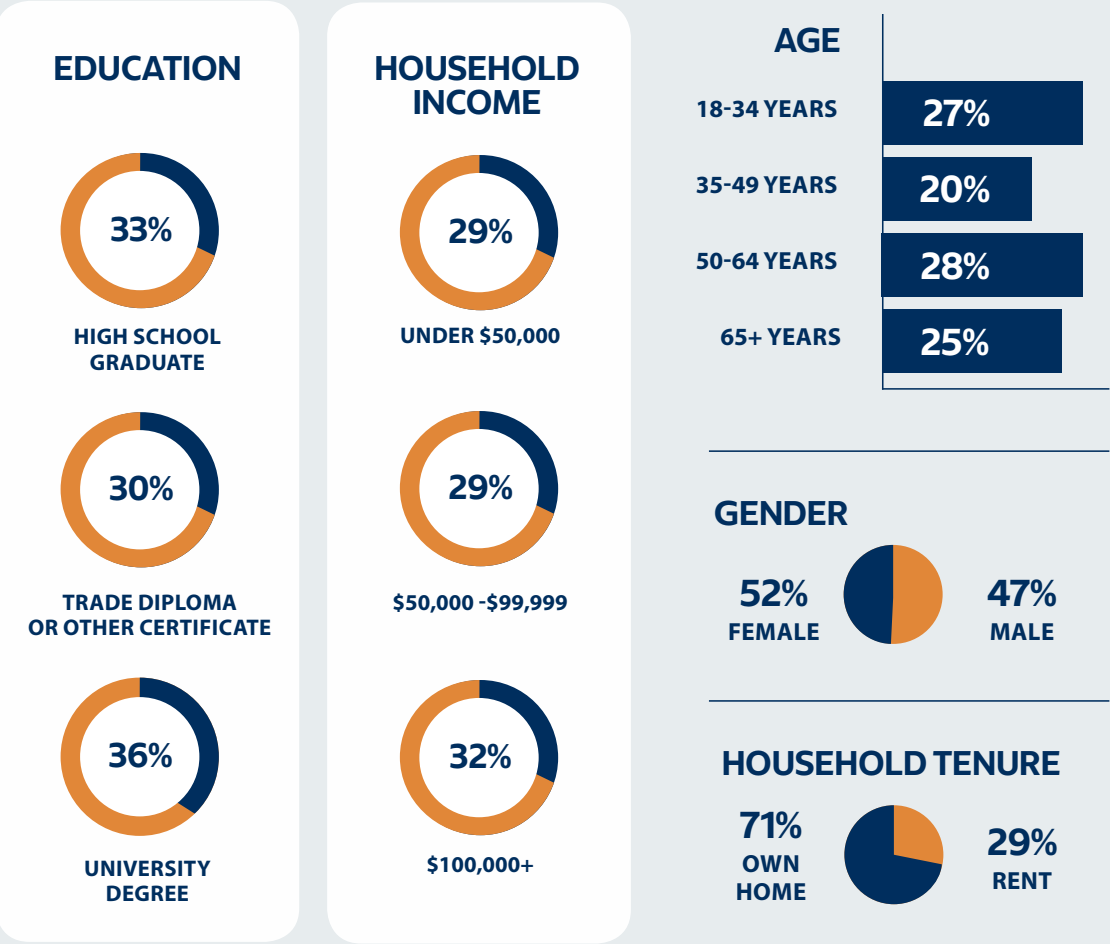 EDUCATION
33%
HIGH SCHOOL
GRADUATE
30%
TRADE DIPLOMA
OR OTHER CERTIFICATE
36%
UNIVERSITY
DEGREE
HOUSEHOLD
INCOME
29%
UNDER $50,000
29%
$50,000 -$99,999
32%
$100,000+
AGE
18-34 YEARS
27%
35-49 YEARS
20%
50-64 YEARS
28%
65+ YEARS
25%
GENDER
52%
FEMALE
47%
MALE
HOUSEHOLD TENURE
71%
OWN
HOME
29%
RENT